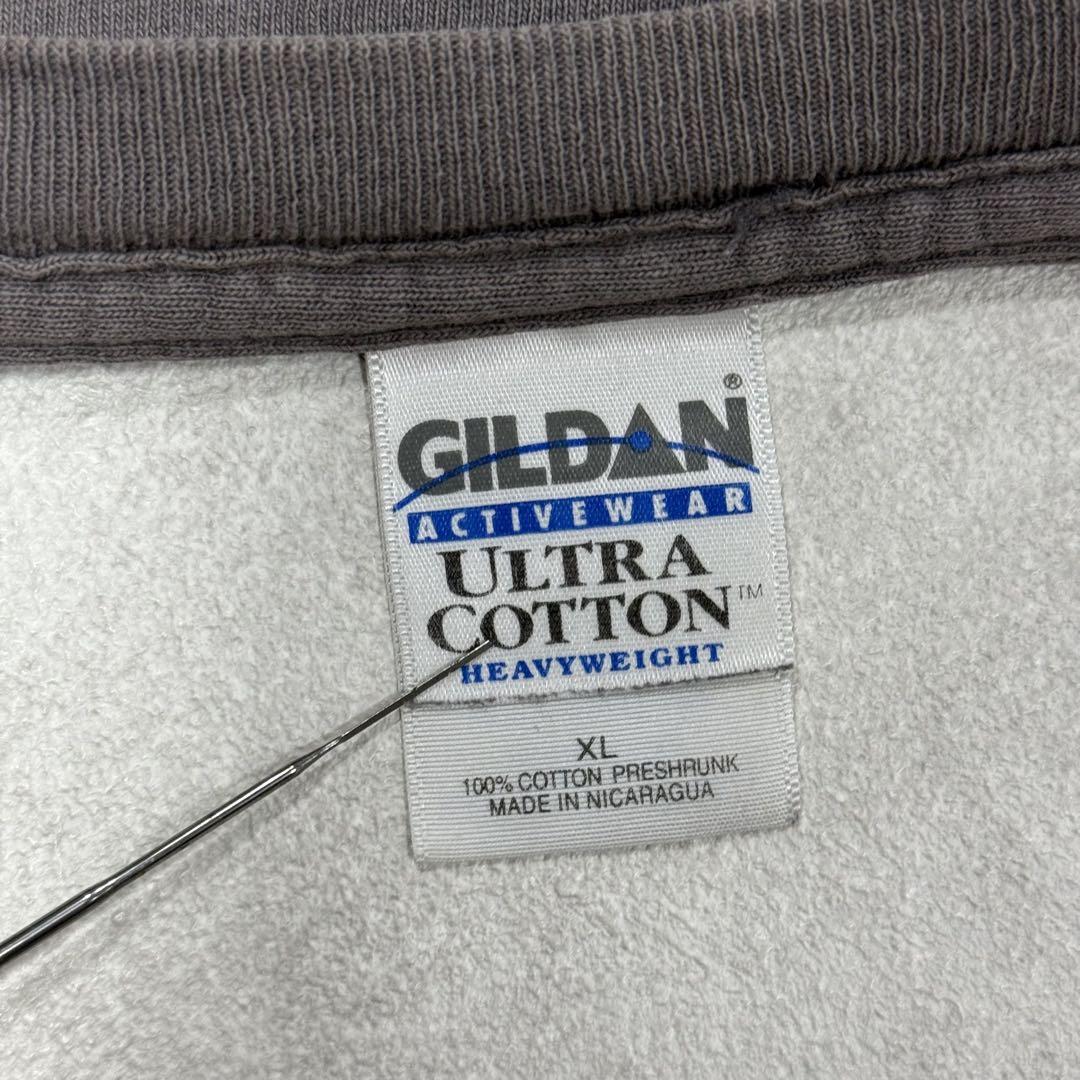 GILDAN®
ACTIVEWEAR
ULTRA
COTTON™
HEAVYWEIGHT
XL
100% COTTON PRESHRUNK
MADE IN NICARAGUA